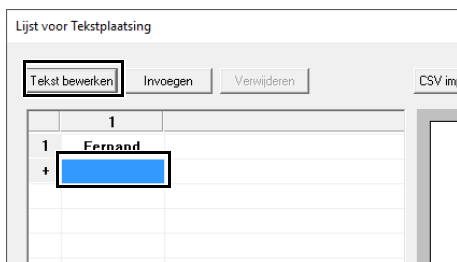 Lijst voor Tekstplaatsing
Tekst bewerken Invoegen Verwijderen CSV im
1
1 Fernand
+